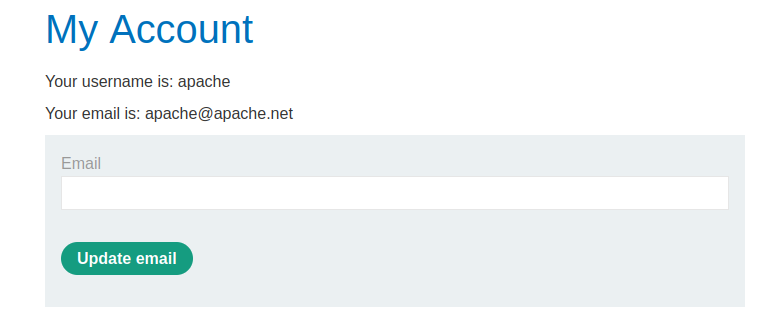 My Account
Your username is: apache
Your email is: apache@apache.net
Email
Update email